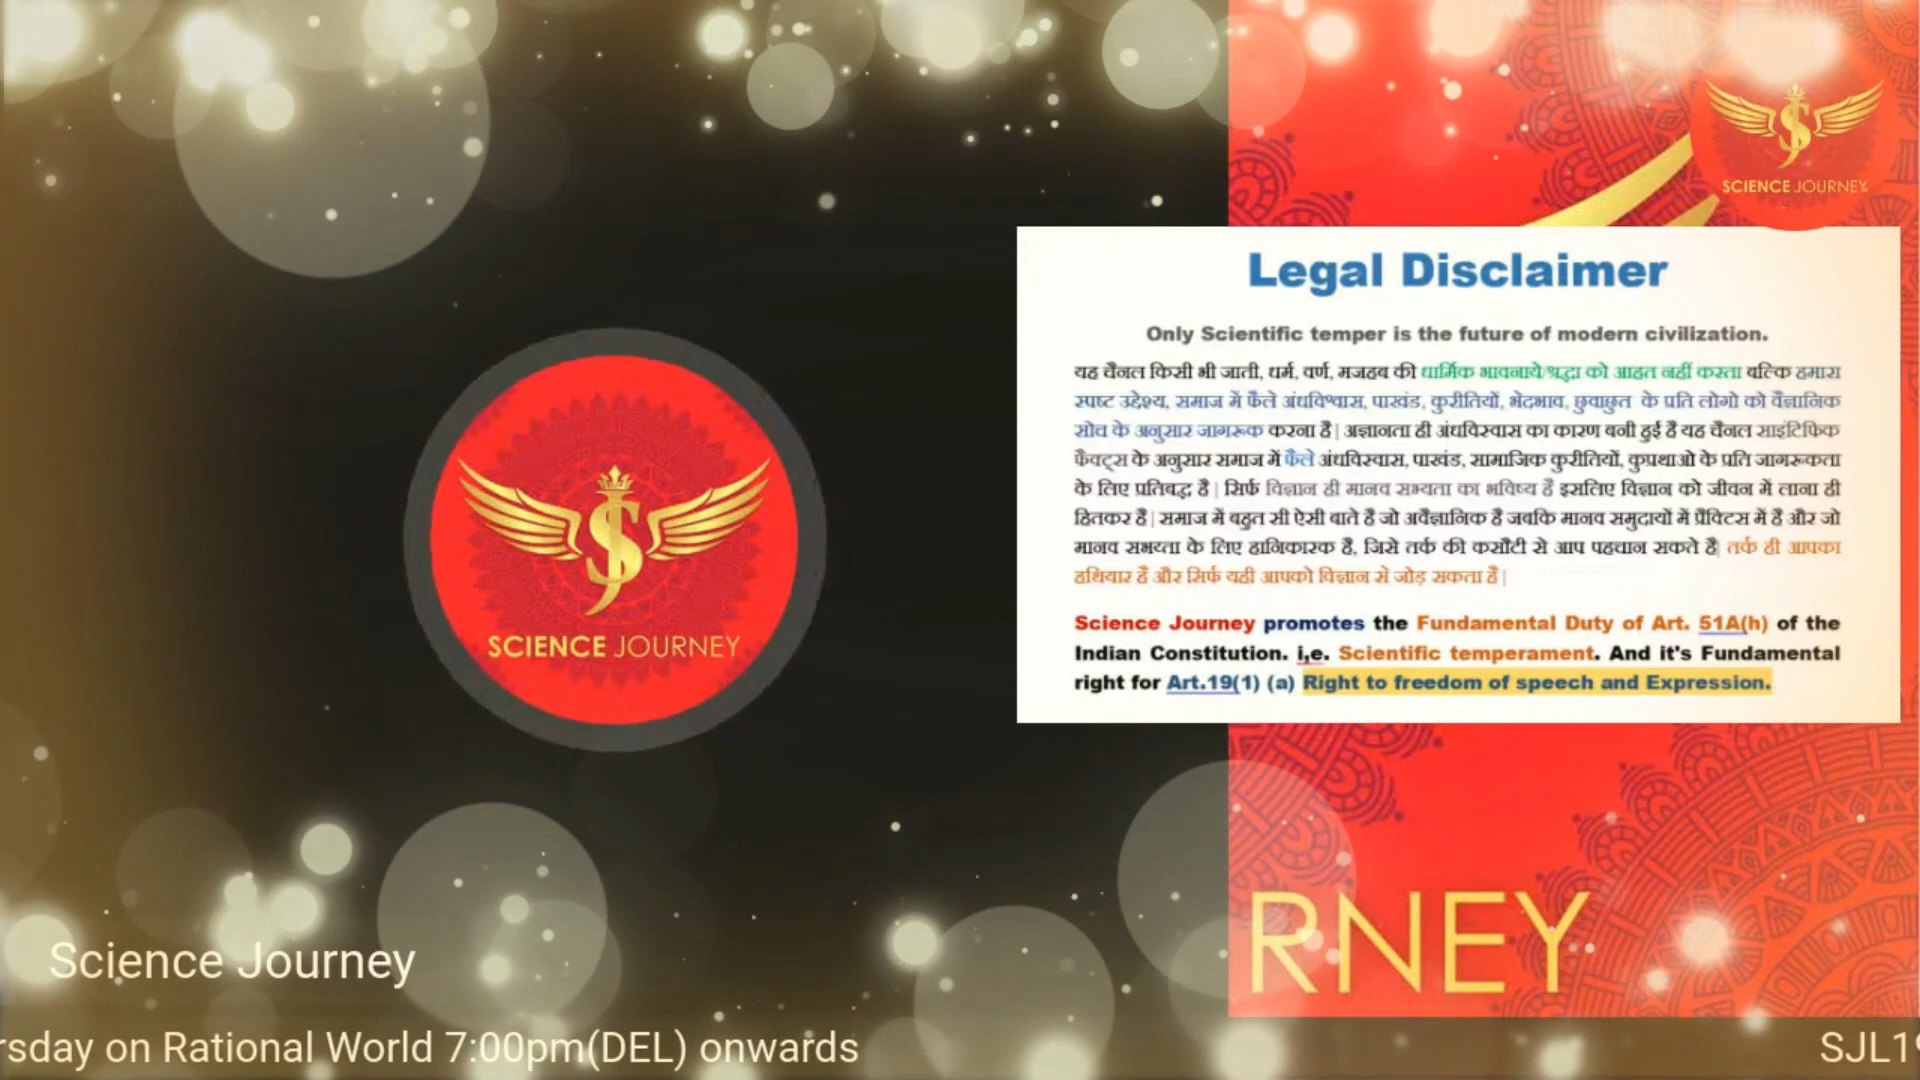 SCIENCE JOURNEY
Legal Disclaimer
Only Scientific temper is the future of modern civilization.
यह चैनल किसी भी जाती, धर्म, वर्ण, मजहब की धार्मिक भावनाये/श्रद्धा को आहत नहीं करता बल्कि हमारा
स्पष्ट उद्देश्य, समाज में फैले अंधविश्वास, पाखंड, कुरीतियों, भेदभाव, छुवाछुत के प्रति लोगो को वैज्ञानिक
सोच के अनुसार जागरूक करना है| अज्ञानता ही अंधविस्वास का कारण बनी हुई है यह चैनल साइंटिफिक
फैक्ट्स के अनुसार समाज में फैले अंधविस्वास, पाखंड, सामाजिक कुरीतियों, कुप्रथाओ के प्रति जागरूकता
के लिए प्रतिबद्ध है | सिर्फ विज्ञान ही मानव सभ्यता का भविष्य है इसलिए विज्ञान को जीवन में लाना ही
हितकर है| समाज में बहुत सी ऐसी बाते है जो अवैज्ञानिक है जबकि मानव समुदायों में प्रैक्टिस में है और जो
मानव सभ्यता के लिए हानिकारक है, जिसे तर्क की कसौटी से आप पहचान सकते है| तर्क ही आपका
हथियार है और सिर्फ यही आपको विज्ञान से जोड़ सकता है|
Science Journey promotes the Fundamental Duty of Art. 51A(h) of the
Indian Constitution. i,e. Scientific temperament. And it's Fundamental
right for Art.19(1) (a) Right to freedom of speech and Expression.
SCIENCE JOURNEY
RNEY
Science Journey
rsday on Rational World 7:00pm(DEL) onwards
SJL1